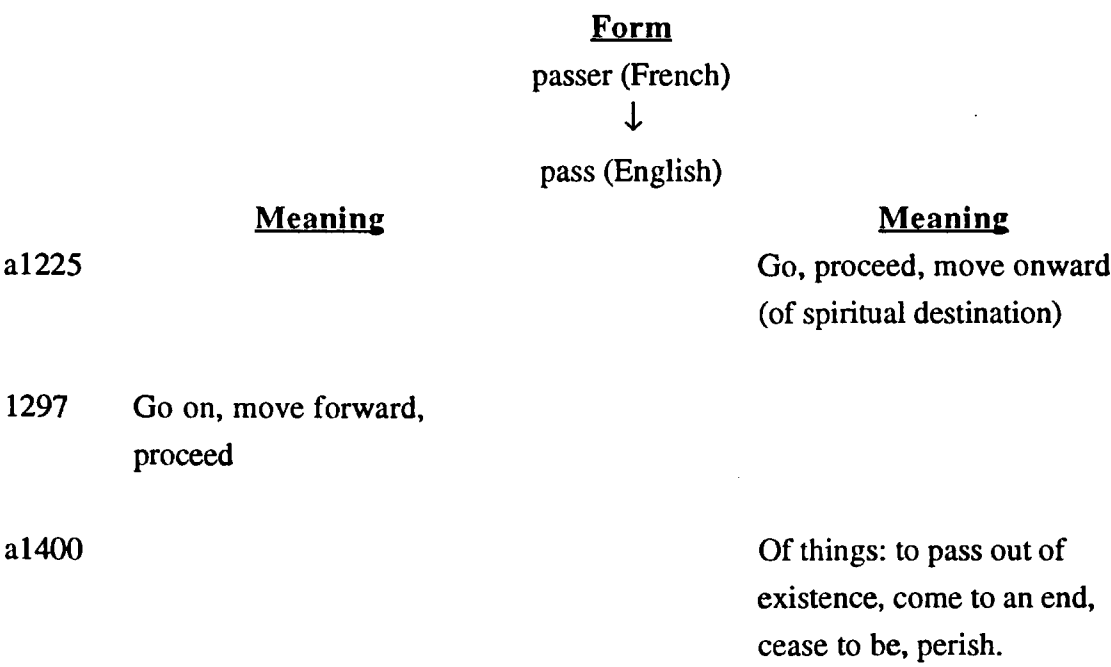 Form
passer (French)
↓
pass (English)
Meaning Meaning
a1225 Go, proceed, move onward
(of spiritual destination)
1297 Go on, move forward,
proceed
a1400 Of things: to pass out of
existence, come to an end,
cease to be, perish.